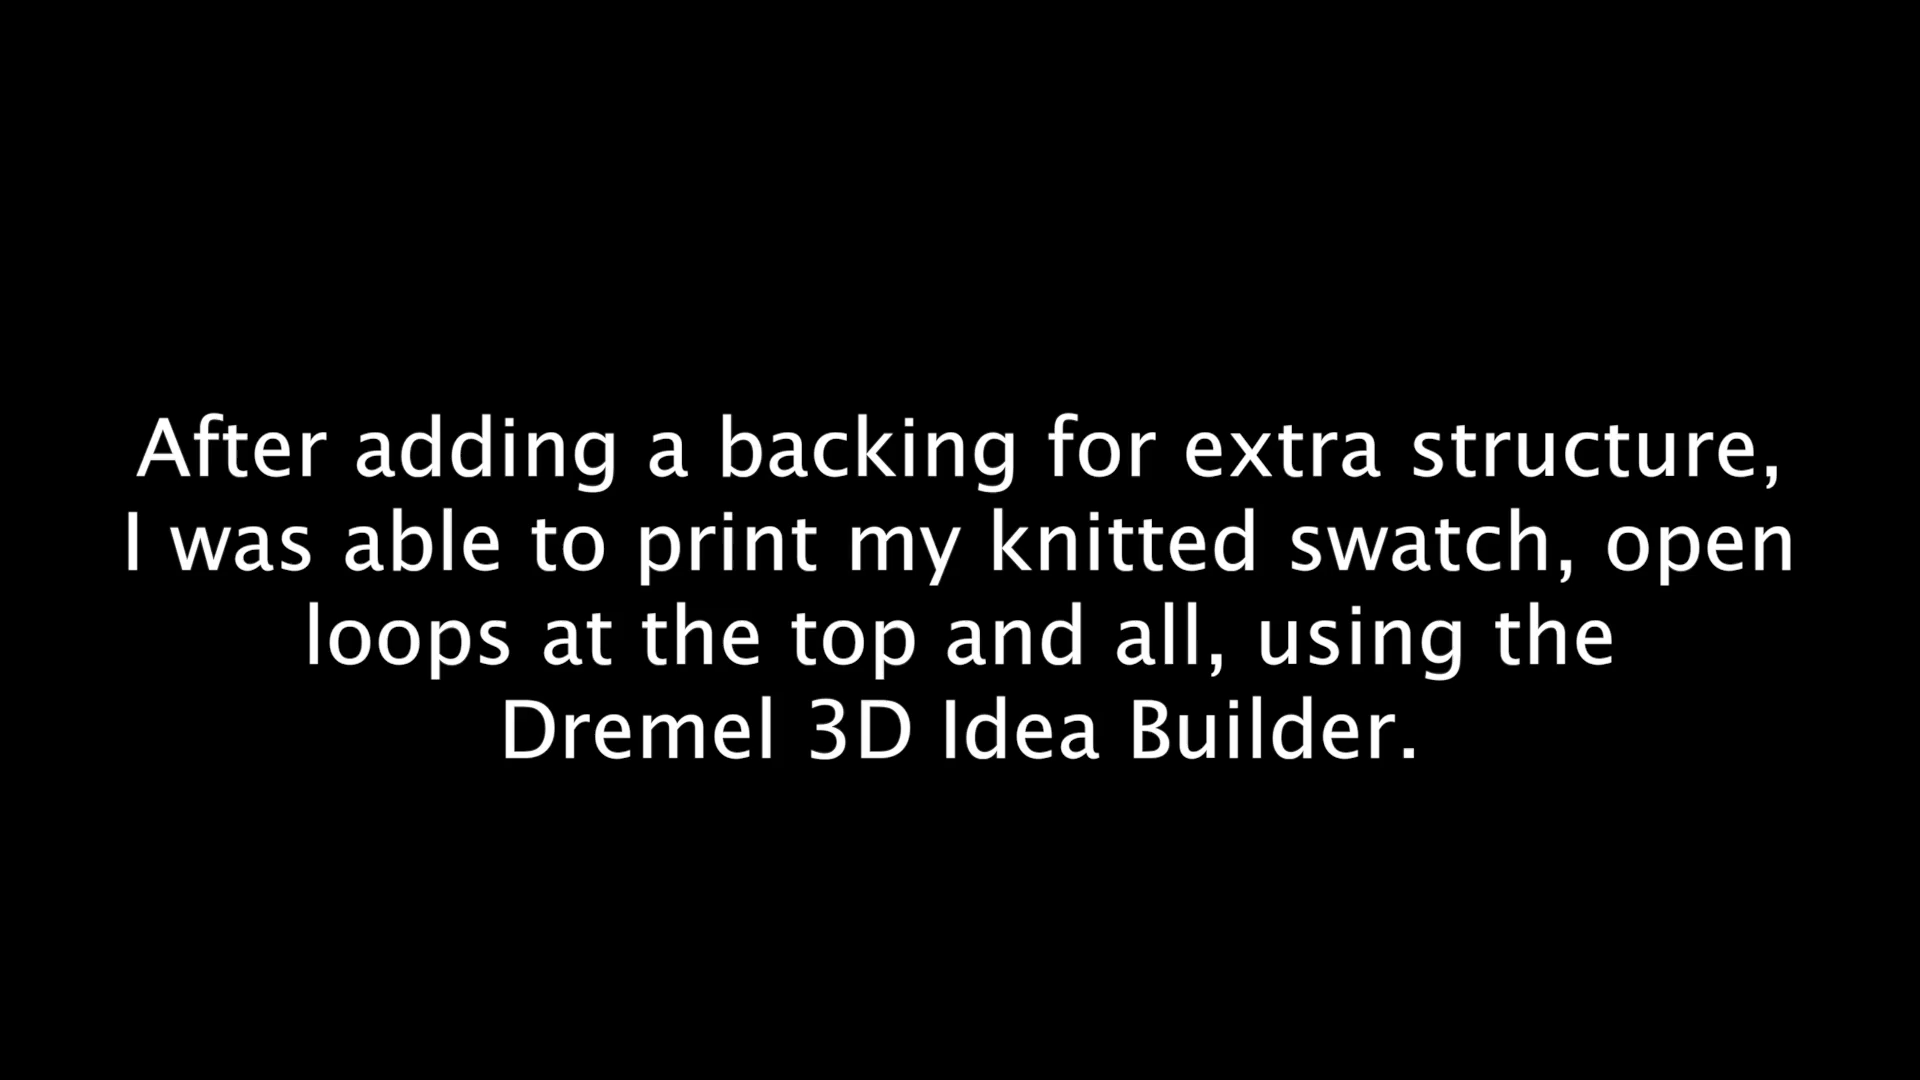 After adding a backing for extra structure,
I was able to print my knitted swatch, open
loops at the top and all, using the
Dremel 3D Idea Builder.